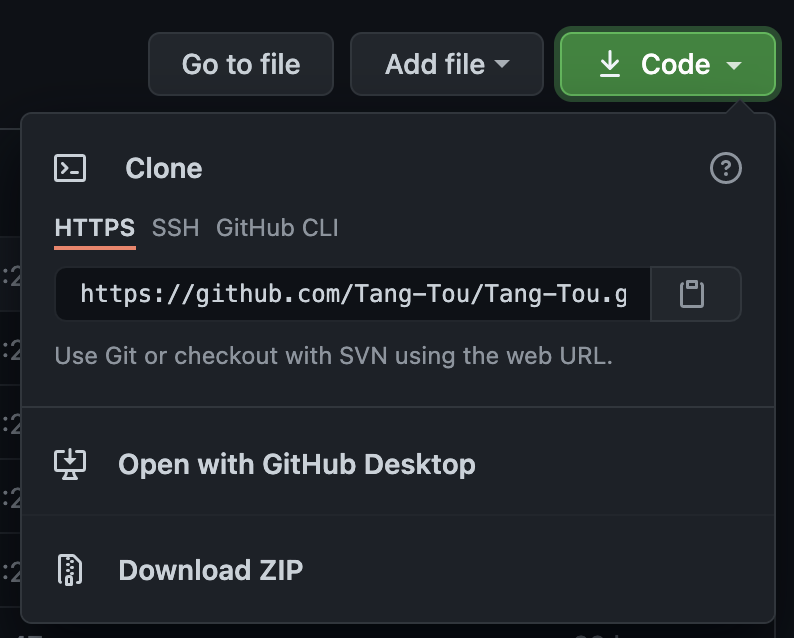 Go to file
Add file
Code
Clone
HTTPS SSH GitHub CLI
https://github.com/Tang-Tou/Tang-Tou.g
Use Git or checkout with SVN using the web URL.
Open with GitHub Desktop
Download ZIP